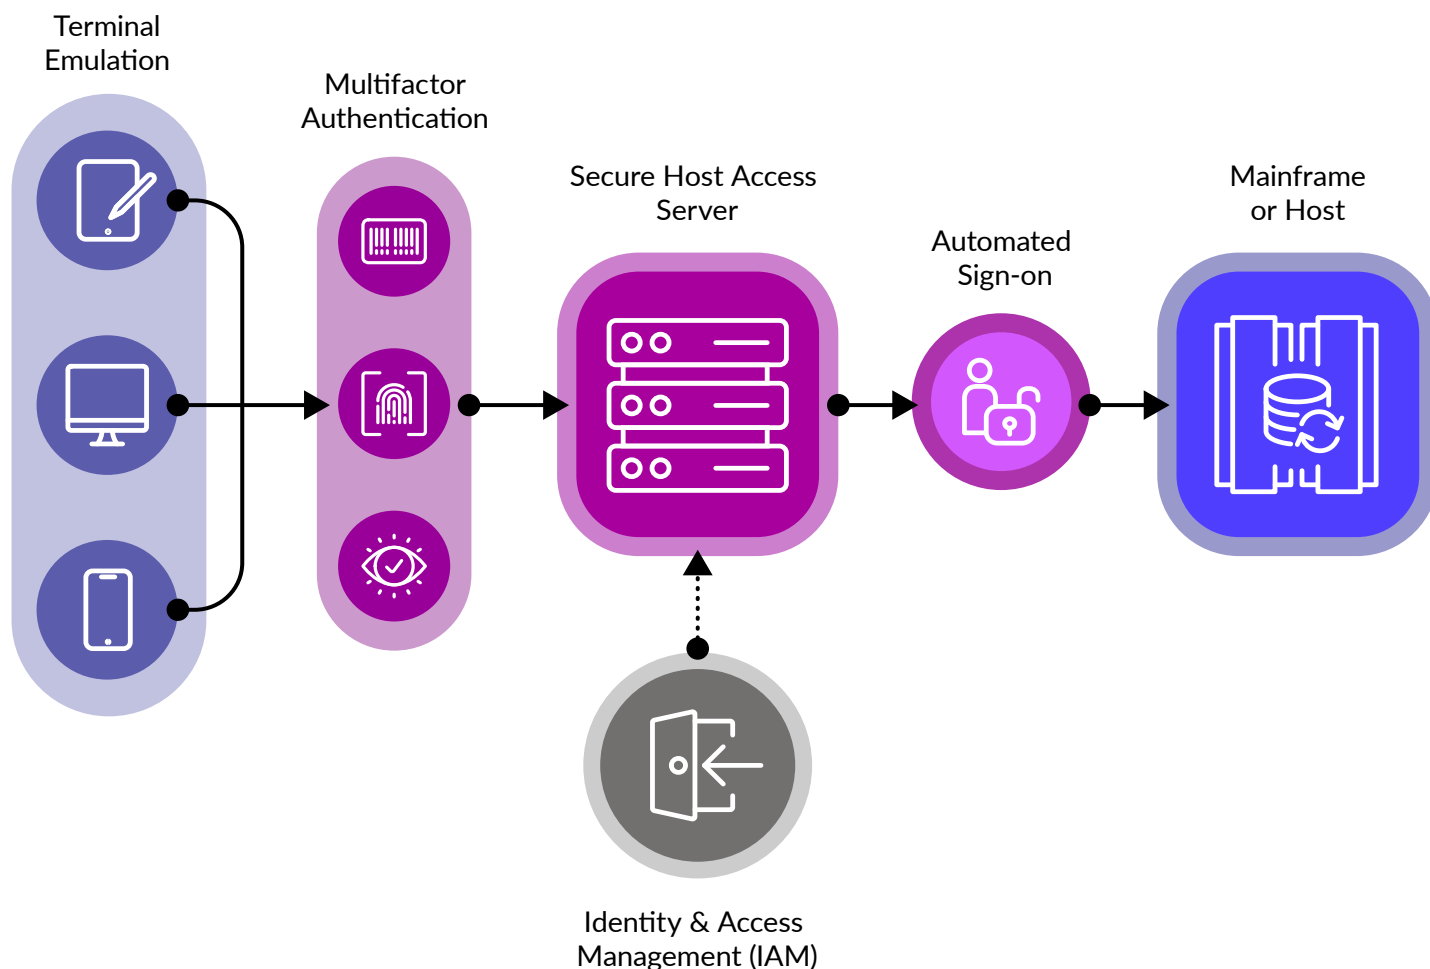 Terminal
Emulation
Multifactor
Authentication
Secure Host Access
Server
Automated
Sign-on
Mainframe
or Host
Identity & Access
Management (IAM)